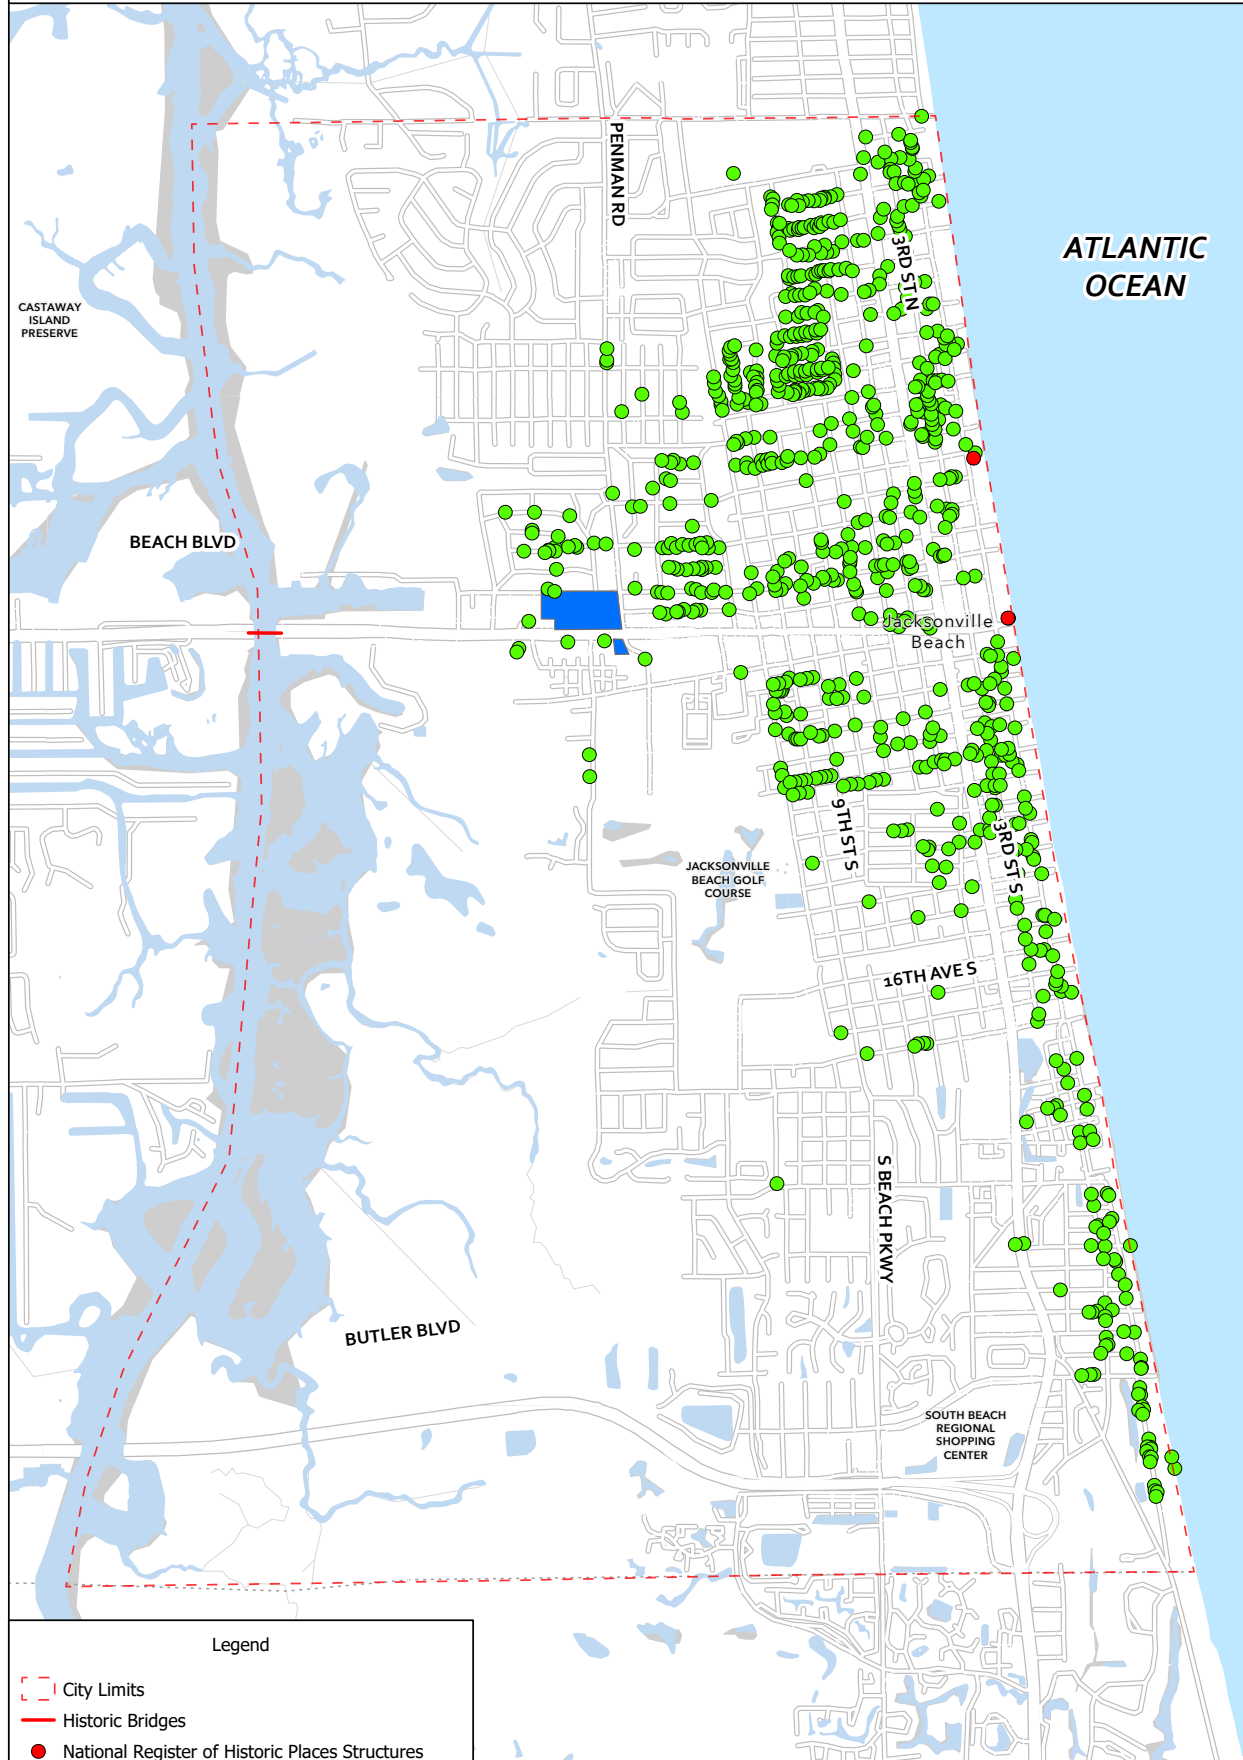 PENMAN RD
3RD ST N
ATLANTIC
OCEAN
CASTAWAY
ISLAND
PRESERVE
BEACH BLVD
Jacksonville
Beach
9TH ST S
3RD ST S
JACKSONVILLE
BEACH GOLF
COURSE
16TH AVE S
S BEACH PKWY
BUTLER BLVD
SOUTH BEACH
REGIONAL
SHOPPING
CENTER
Legend
City Limits
Historic Bridges
National Register of Historic Places Structures